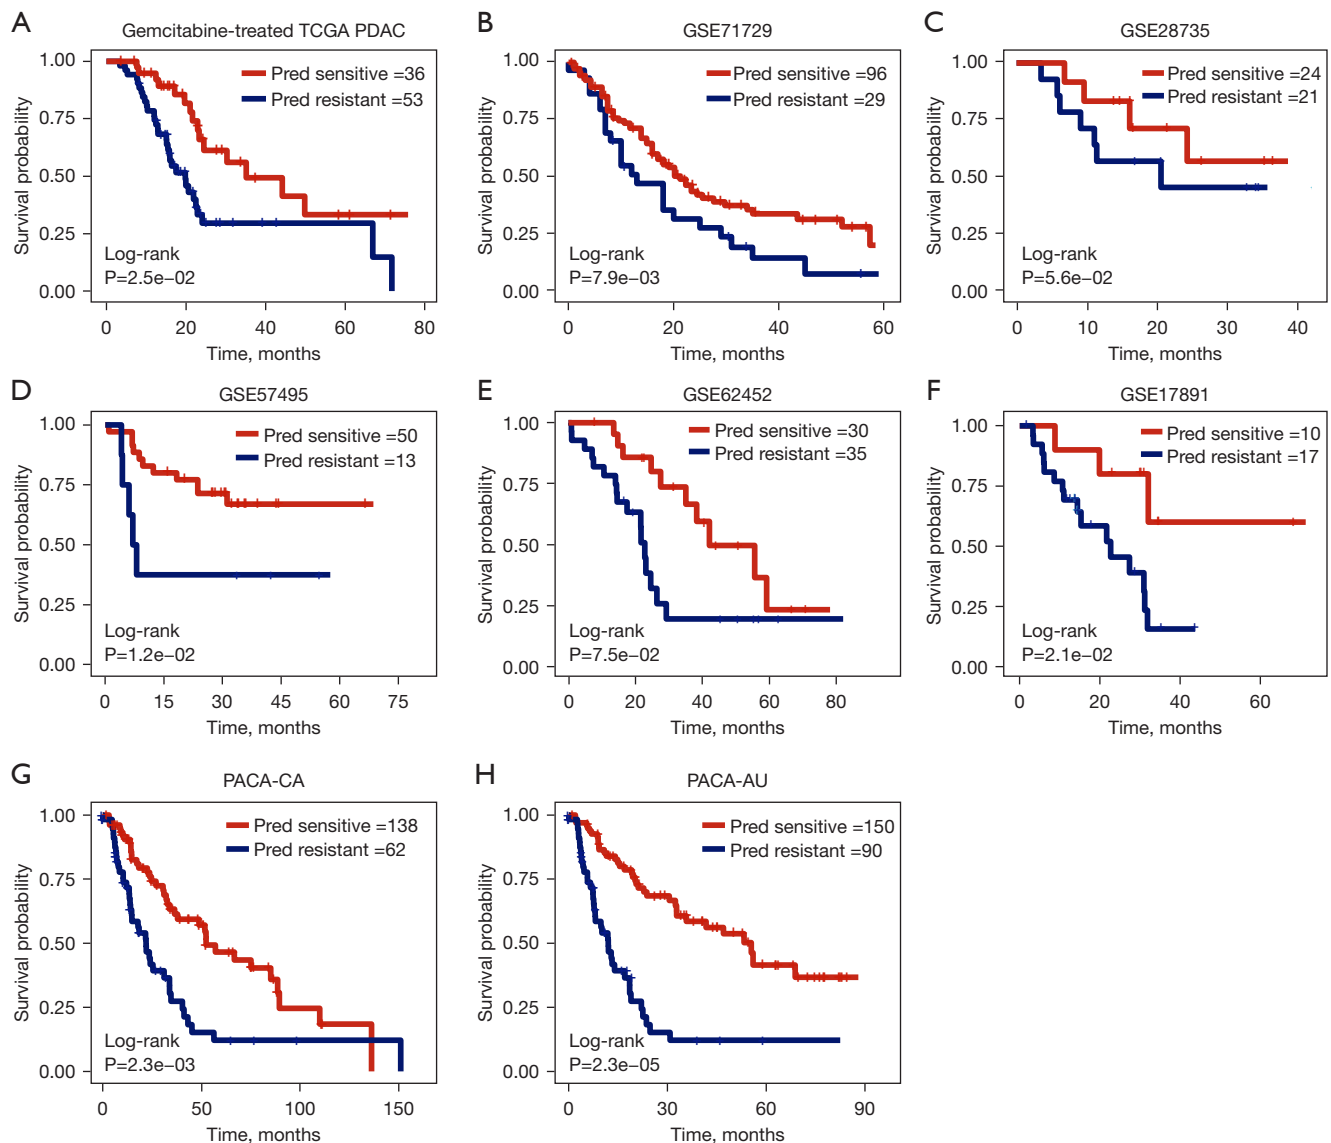 A
Gemcitabine-treated TCGA PDAC
Survival probability
1.00
0.75
0.50
0.25
0.00
Pred sensitive =36
Pred resistant =53
Log-rank
P=2.5e−02
0 20 40 60 80
Time, months
B
GSE71729
Survival probability
1.00
0.75
0.50
0.25
0.00
Pred sensitive =96
Pred resistant =29
Log-rank
P=7.9e−03
0 20 40 60
Time, months
C
GSE28735
Survival probability
1.00
0.75
0.50
0.25
0.00
Pred sensitive =24
Pred resistant =21
Log-rank
P=5.6e−02
0 10 20 30 40
Time, months
D
GSE57495
Survival probability
1.00
0.75
0.50
0.25
0.00
Pred sensitive =50
Pred resistant =13
Log-rank
P=1.2e−02
0 15 30 45 60 75
Time, months
E
GSE62452
Survival probability
1.00
0.75
0.50
0.25
0.00
Pred sensitive =30
Pred resistant =35
Log-rank
P=7.5e−02
0 20 40 60 80
Time, months
F
GSE17891
Survival probability
1.00
0.75
0.50
0.25
0.00
Pred sensitive =10
Pred resistant =17
Log-rank
P=2.1e−02
0 20 40 60
Time, months
G
PACA-CA
Survival probability
1.00
0.75
0.50
0.25
0.00
Pred sensitive =138
Pred resistant =62
Log-rank
P=2.3e−03
0 50 100 150
Time, months
H
PACA-AU
Survival probability
1.00
0.75
0.50
0.25
0.00
Pred sensitive =150
Pred resistant =90
Log-rank
P=2.3e−05
0 30 60 90
Time, months